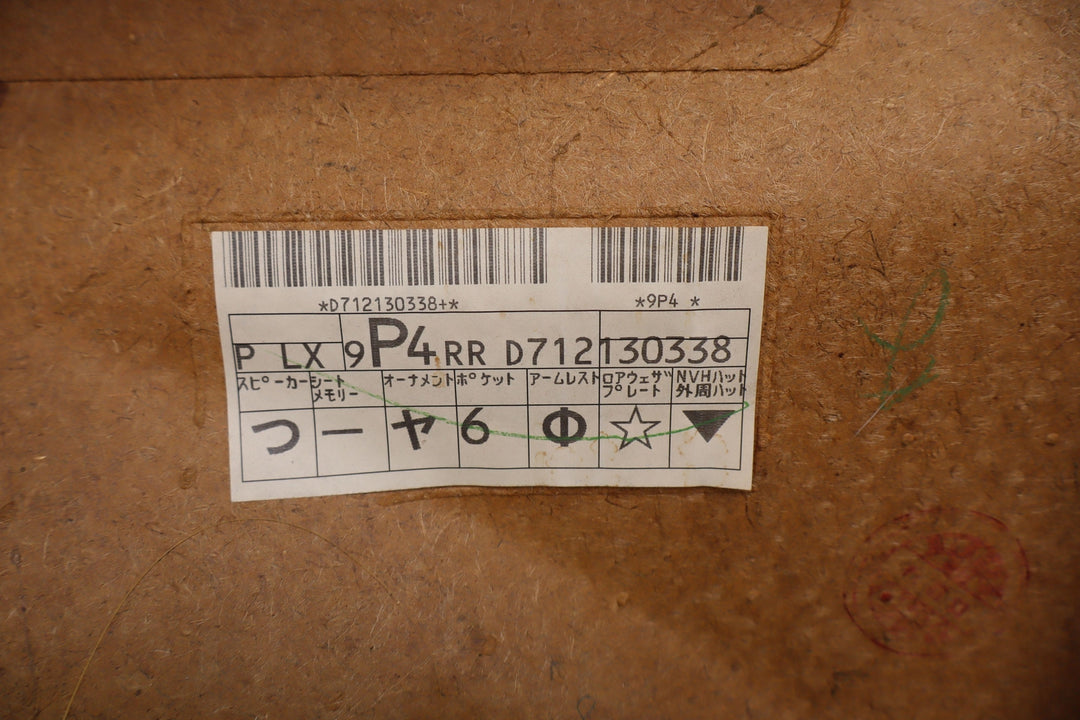 *D712130338+* *9P4 *
P LX 9P4 RR D712130338
スピーカー シート オーナメント ポケット アームレスト ロアウェザ NVHパット
メモリー プレート 外周パット
つ ー ヤ 6 Φ ☆ ▼